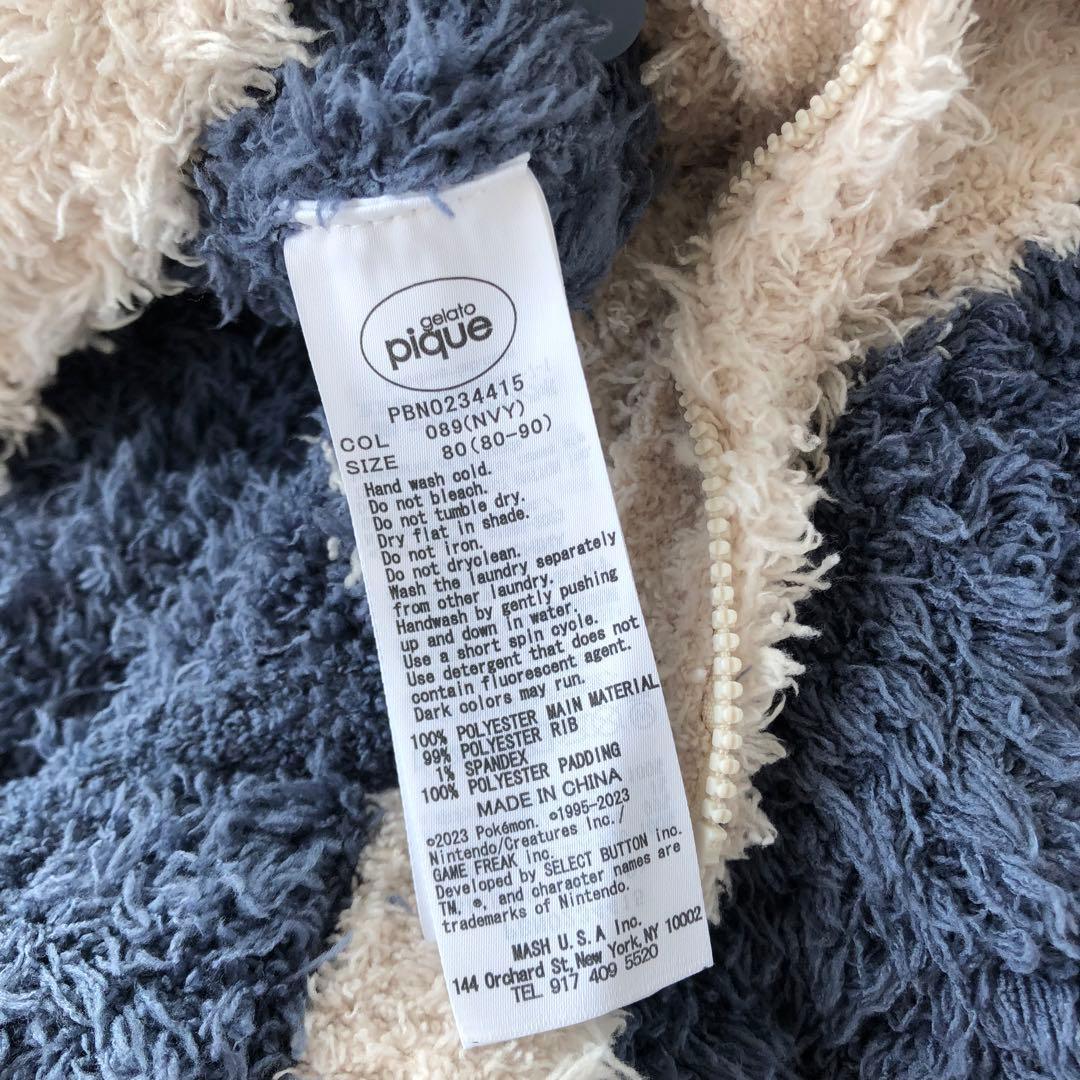 gelato
pique
PBN0234415
COL 089(NVY)
SIZE 80(80-90)
Hand wash cold.
Do not bleach.
Do not tumble dry.
Dry flat in shade.
Do not iron.
Do not dryclean.
Wash the laundry separately
from other laundry.
Handwash by gently pushing
up and down in water.
Use a short spin cycle.
Use detergent that does not
contain fluorescent agent.
Dark colors may run.
100% POLYESTER MAIN MATERIAL
99% POLYESTER RIB
1% SPANDEX
100% POLYESTER PADDING
MADE IN CHINA
©2023 Pokémon. ©1995-2023
Nintendo/Creatures Inc./
GAME FREAK inc.
Developed by SELECT BUTTON inc.
TM, ®, and character names are
trademarks of Nintendo.
MASH U.S.A Inc.
144 Orchard St,New York,NY 10002
TEL 917 409 5520